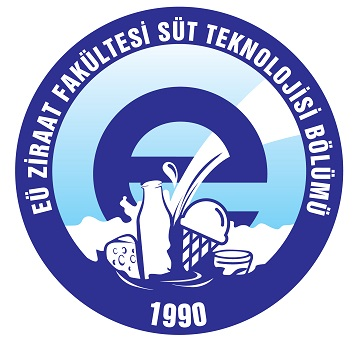 EÜ ZİRAAT FAKÜLTESİ SÜT TEKNOLOJİSİ BÖLÜMÜ
e
1990